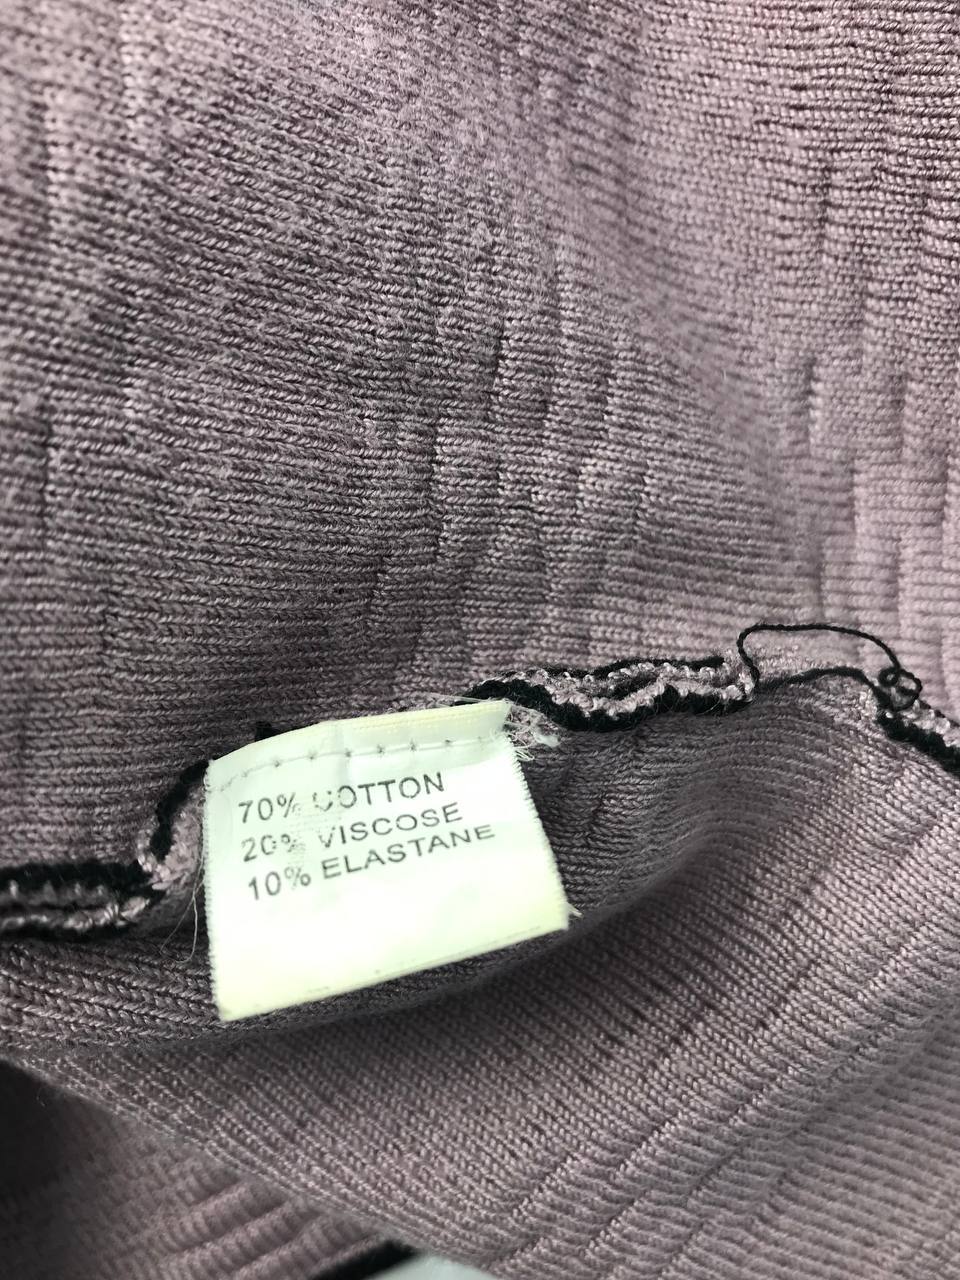 70% COTTON
20% VISCOSE
10% ELASTANE